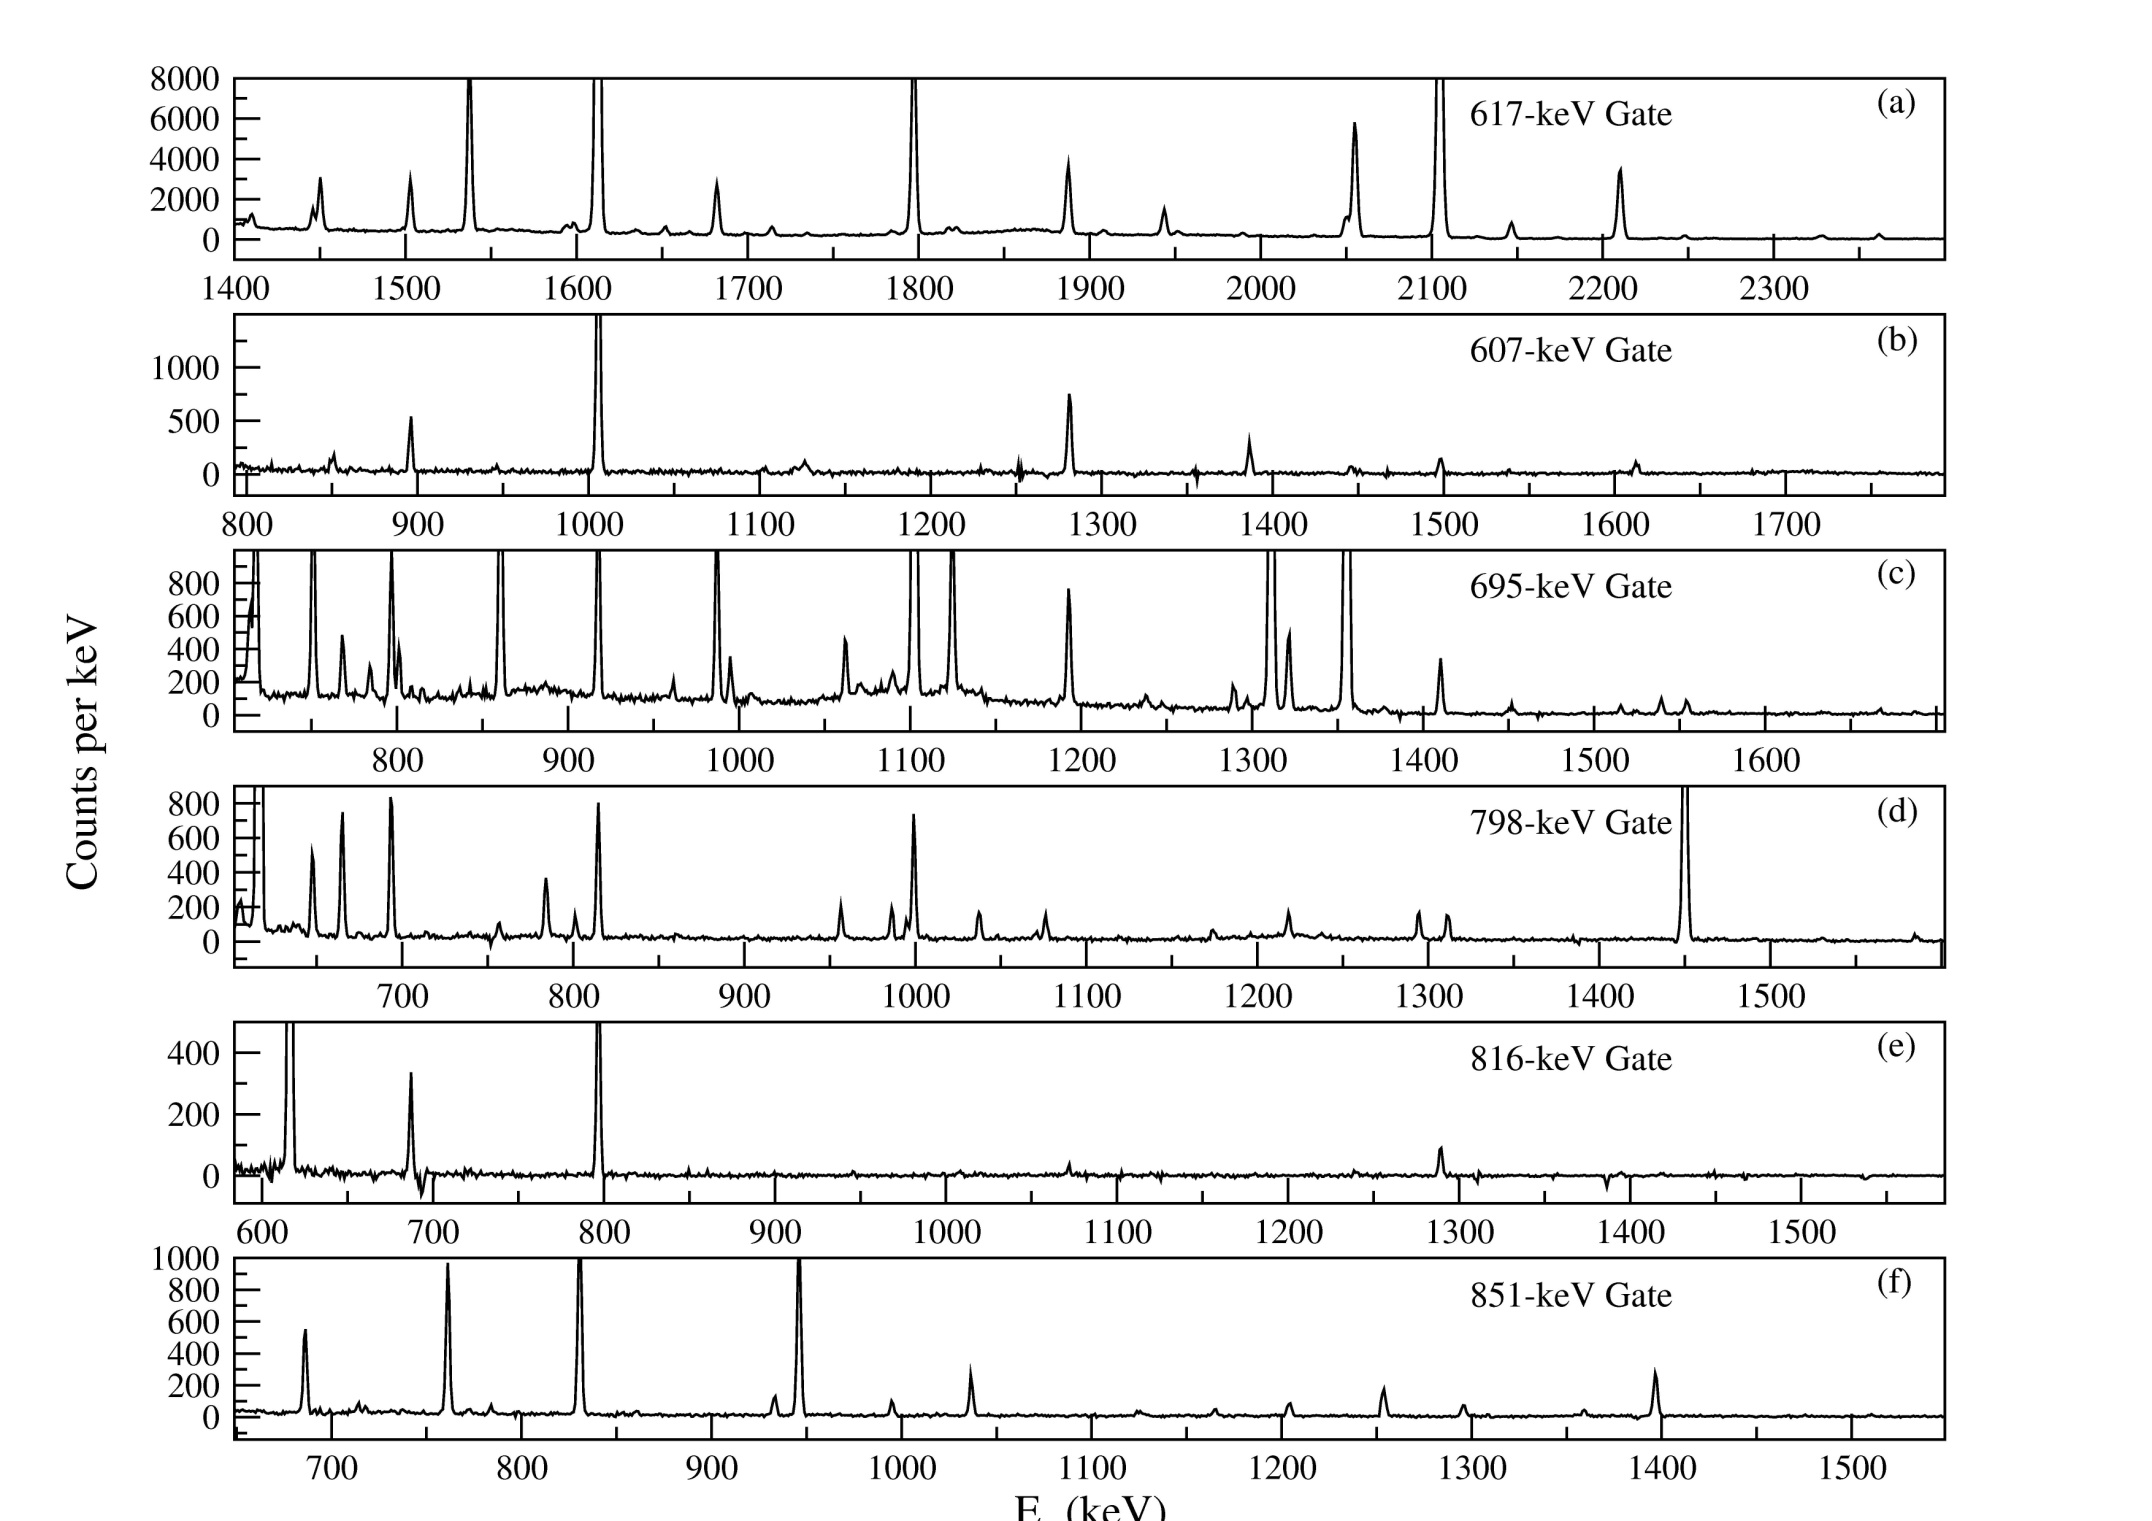 8000
6000
4000
2000
0
617-keV Gate
(a)
1400 1500 1600 1700 1800 1900 2000 2100 2200 2300
1000
500
0
607-keV Gate
(b)
800 900 1000 1100 1200 1300 1400 1500 1600 1700
800
600
400
200
0
695-keV Gate
(c)
800 900 1000 1100 1200 1300 1400 1500 1600
Counts per keV
800
600
400
200
0
798-keV Gate
(d)
700 800 900 1000 1100 1200 1300 1400 1500
400
200
0
816-keV Gate
(e)
600 700 800 900 1000 1100 1200 1300 1400 1500
1000
800
600
400
200
0
851-keV Gate
(f)
700 800 900 1000 1100 1200 1300 1400 1500
E (keV)